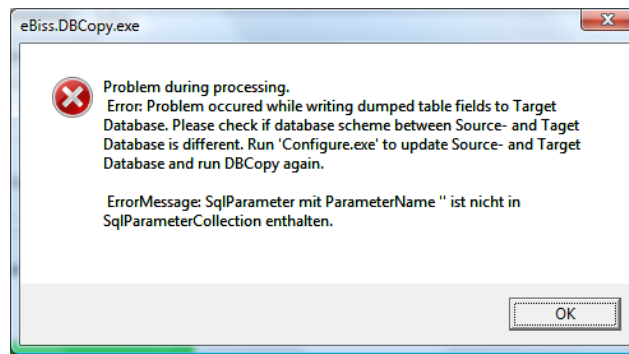 eBiss.DBCopy.exe
Problem during processing.
Error: Problem occured while writing dumped table fields to Target
Database. Please check if database scheme between Source- and Taget
Database is different. Run 'Configure.exe' to update Source- and Target
Database and run DBCopy again.
ErrorMessage: SqlParameter mit ParameterName '' ist nicht in
SqlParameterCollection enthalten.
OK